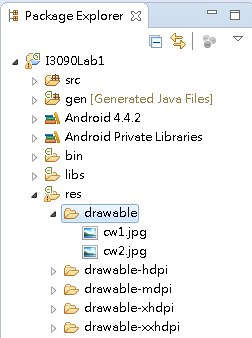 Package Explorer
I3090Lab1
src
gen [Generated Java Files]
Android 4.4.2
Android Private Libraries
bin
libs
res
drawable
cw1.jpg
cw2.jpg
drawable-hdpi
drawable-mdpi
drawable-xhdpi
drawable-xxhdpi